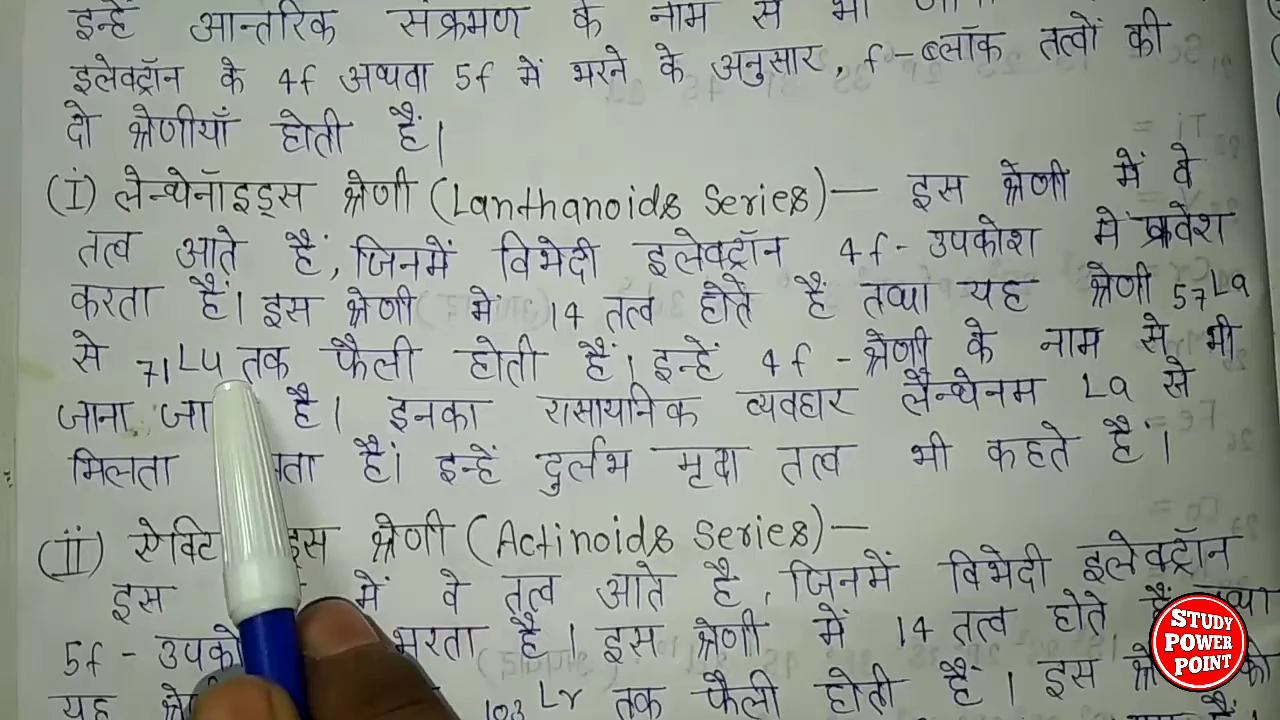 इन्हें आन्तरिक संक्रमण के नाम से भी
इलेक्ट्रॉन के 4f अथवा 5f में भरने के अनुसार, f-ब्लॉक तत्वों की
दो श्रेणीयाँ होती हैं।
(i) लेन्थेनॉइड्स श्रेणी (Lanthanoids Series)— इस श्रेणी में वे
तत्व आते हैं, जिनमें विभेदी इलेक्ट्रॉन 4f-उपकोश में प्रवेश
करता हैं। इस श्रेणी में 14 तत्व होते हैं तथा यह श्रेणी 57La
से 71Lu तक फैली होती हैं। इन्हें 4f-श्रेणी के नाम से भी
जाना जा है। इनका रासायनिक व्यवहार लैन्थेनम La से
मिलता ता हैं। इन्हें दुर्लभ मृदा तत्व भी कहते हैं।
(ii) ऐक्टि इस श्रेणी (Actinoids Series)—
इस में वे तत्व आते है, जिनमें विभेदी इलेक्ट्रॉन
5f-उपको भरता है। इस श्रेणी में 14 तत्व होते हैं
यह 103Lr तक फैली होती हैं। इस
STUDY
POWER
POINT